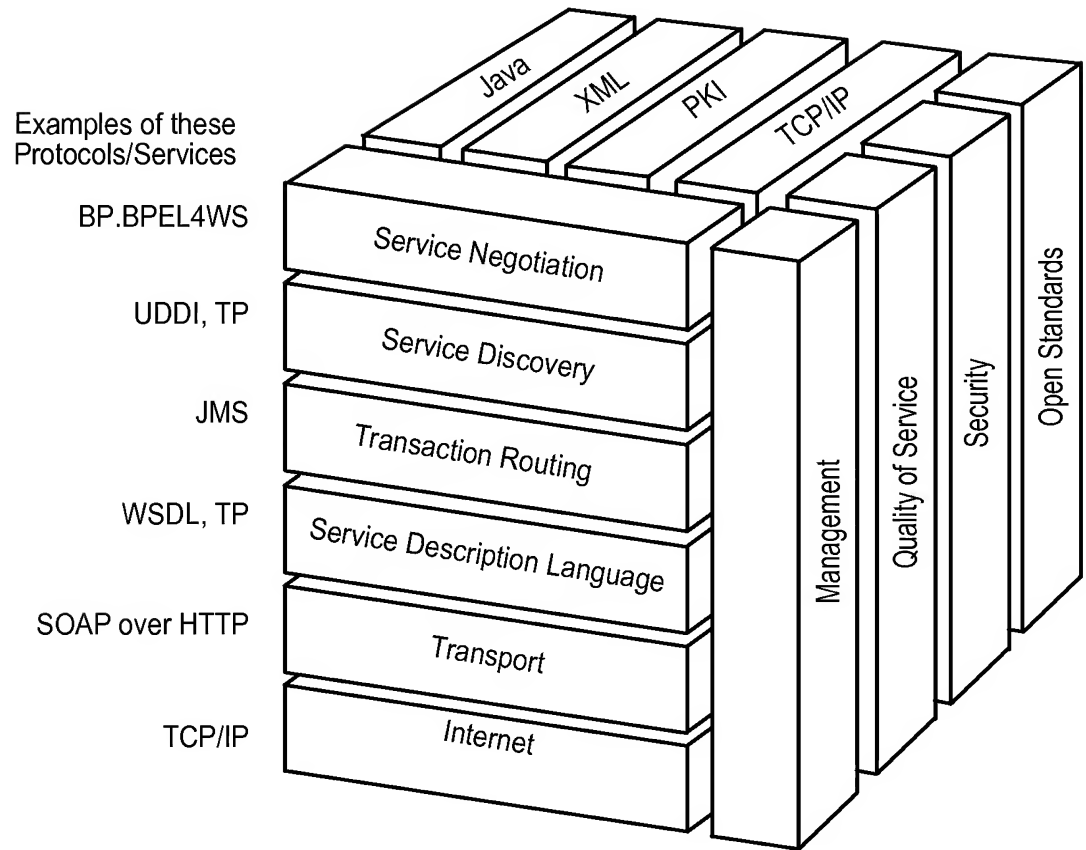 Java
XML
PKI
TCP/IP
Examples of these
Protocols/Services
BP.BPEL4WS
UDDI, TP
JMS
WSDL, TP
SOAP over HTTP
TCP/IP
Service Negotiation
Service Discovery
Transaction Routing
Service Description Language
Transport
Internet
Management
Quality of Service
Security
Open Standards